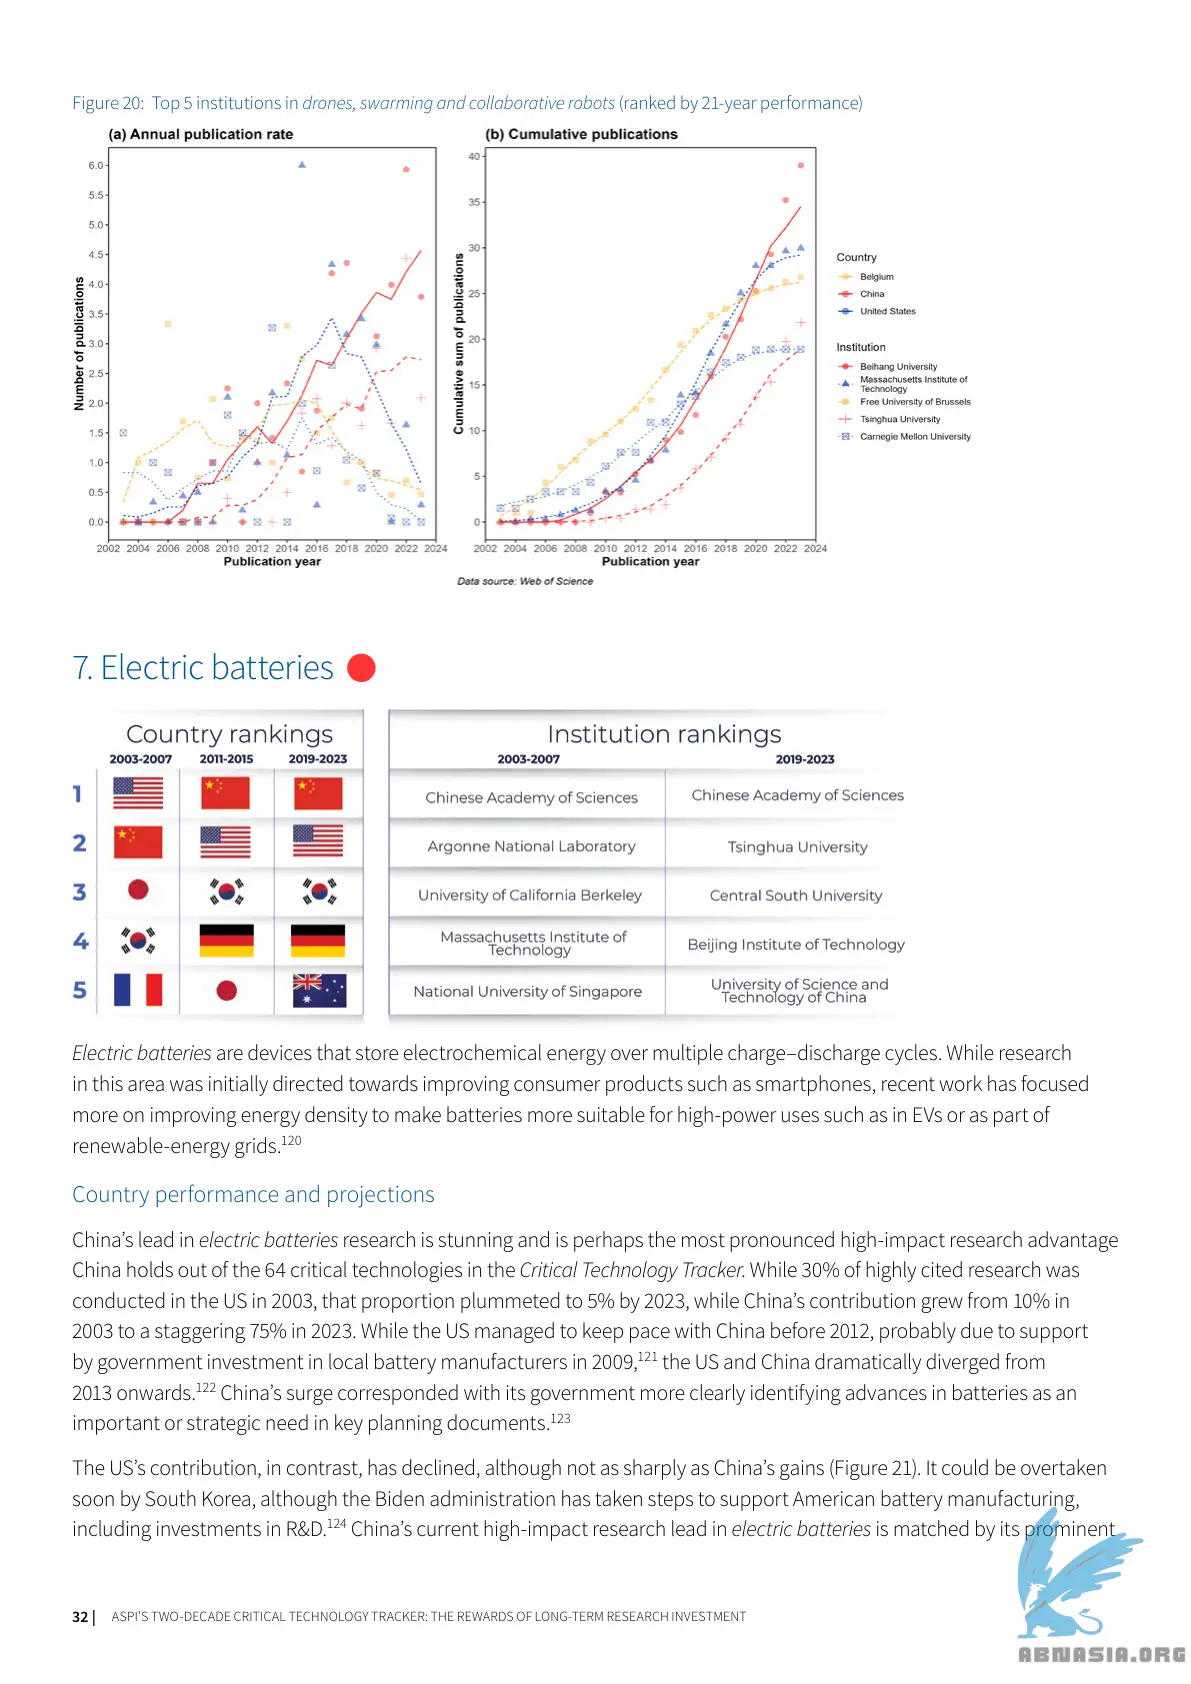 Figure 20:  Top 5 institutions in drones, swarming and collaborative robots (ranked by 21-year performance)
(a) Annual publication rate
(b) Cumulative publications
Number of publications
6.0
5.5
5.0
4.5
4.0
3.5
3.0
2.5
2.0
1.5
1.0
0.5
0.0
2002 2004 2006 2008 2010 2012 2014 2016 2018 2020 2022 2024
Publication year
Cumulative sum of publications
40
35
30
25
20
15
10
5
0
2002 2004 2006 2008 2010 2012 2014 2016 2018 2020 2022 2024
Publication year
Country
Belgium
China
United States
Institution
Beihang University
Massachusetts Institute of
Technology
Free University of Brussels
Tsinghua University
Carnegie Mellon University
Data source: Web of Science
7. Electric batteries
Country rankings
2003-2007 2011-2015 2019-2023
Institution rankings
2003-2007 2019-2023
1 Chinese Academy of Sciences Chinese Academy of Sciences
2 Argonne National Laboratory Tsinghua University
3 University of California Berkeley Central South University
4 Massachusetts Institute of
Technology Beijing Institute of Technology
5 National University of Singapore University of Science and
Technology of China
Electric batteries are devices that store electrochemical energy over multiple charge–discharge cycles. While research
in this area was initially directed towards improving consumer products such as smartphones, recent work has focused
more on improving energy density to make batteries more suitable for high-power uses such as in EVs or as part of
renewable-energy grids.120
Country performance and projections
China’s lead in electric batteries research is stunning and is perhaps the most pronounced high-impact research advantage
China holds out of the 64 critical technologies in the Critical Technology Tracker. While 30% of highly cited research was
conducted in the US in 2003, that proportion plummeted to 5% by 2023, while China’s contribution grew from 10% in
2003 to a staggering 75% in 2023. While the US managed to keep pace with China before 2012, probably due to support
by government investment in local battery manufacturers in 2009,121 the US and China dramatically diverged from
2013 onwards.122 China’s surge corresponded with its government more clearly identifying advances in batteries as an
important or strategic need in key planning documents.123
The US’s contribution, in contrast, has declined, although not as sharply as China’s gains (Figure 21). It could be overtaken
soon by South Korea, although the Biden administration has taken steps to support American battery manufacturing,
including investments in R&D.124 China’s current high-impact research lead in electric batteries is matched by its prominent
32 | ASPI’S TWO-DECADE CRITICAL TECHNOLOGY TRACKER: THE REWARDS OF LONG-TERM RESEARCH INVESTMENT
ABNASIA.ORG